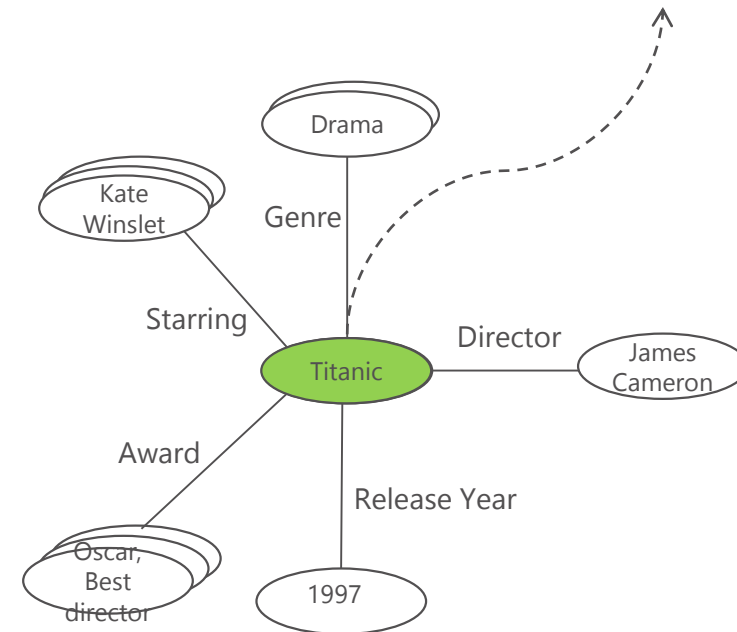 Drama
Kate
Winslet
Genre
Starring
Director
Titanic
James
Cameron
Award
Release Year
Oscar,
Best
director
1997